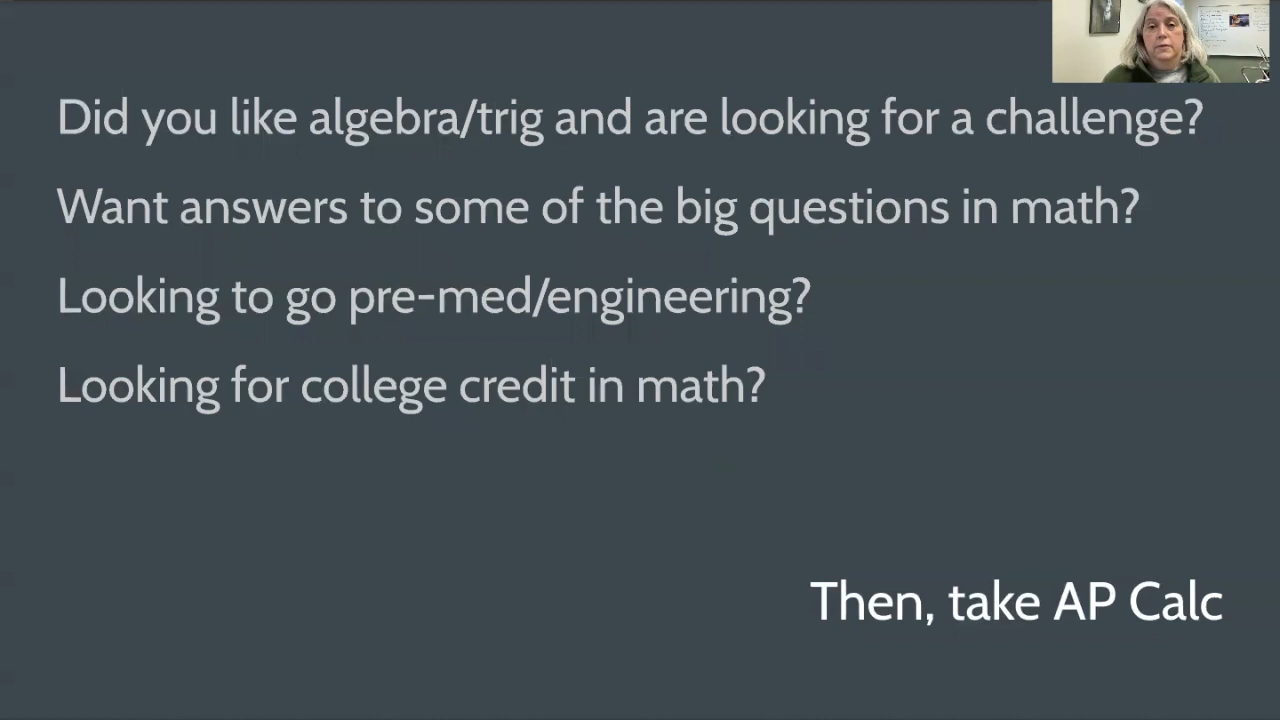 Did you like algebra/trig and are looking for a challenge?
Want answers to some of the big questions in math?
Looking to go pre-med/engineering?
Looking for college credit in math?
Then, take AP Calc